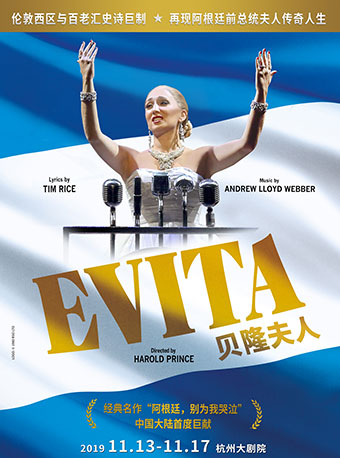 伦敦西区与百老汇史诗巨制 ★ 再现阿根廷前总统夫人传奇人生
Lyrics by
TIM RICE
Music by
ANDREW LLOYD WEBBER
EVITA
贝隆夫人
Directed by
HAROLD PRINCE
经典名作“阿根廷,别为我哭泣”
中国大陆首度巨献
2019 11.13-11.17 杭州大剧院